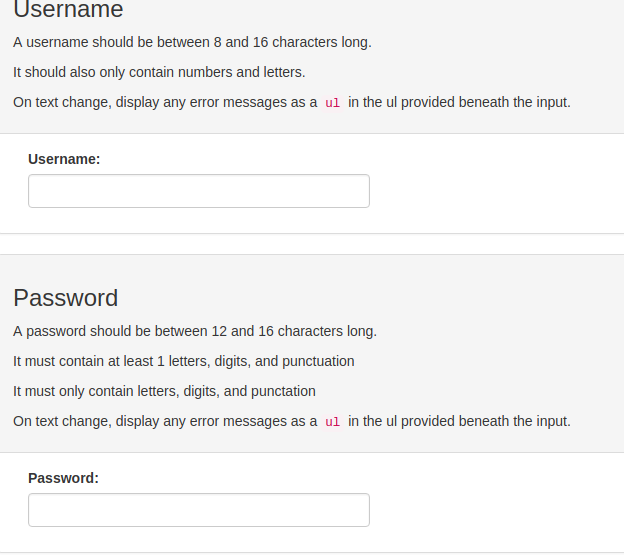 Username
A username should be between 8 and 16 characters long.
It should also only contain numbers and letters.
On text change, display any error messages as a ul in the ul provided beneath the input.
Username:
Password
A password should be between 12 and 16 characters long.
It must contain at least 1 letters, digits, and punctuation
It must only contain letters, digits, and punctation
On text change, display any error messages as a ul in the ul provided beneath the input.
Password: